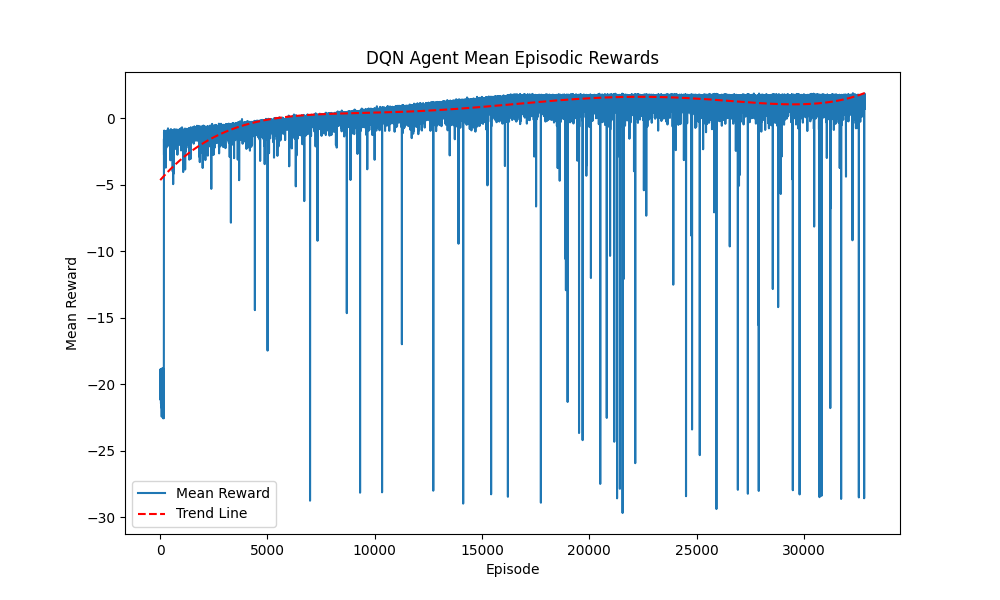 DQN Agent Mean Episodic Rewards
Mean Reward
0
−5
−10
−15
−20
−25
−30
Mean Reward
Trend Line
0
5000
10000
15000
20000
25000
30000
Episode